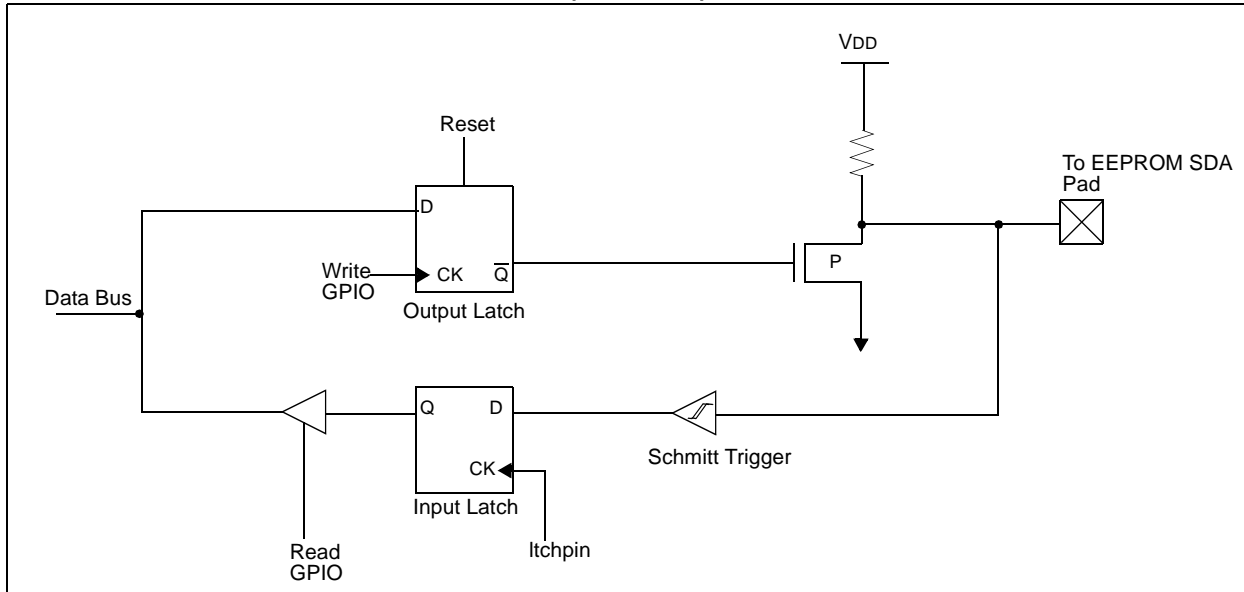 VDD
Reset
To EEPROM SDA
Pad
D
Write
GPIO
CK
Q
P
Data Bus
Output Latch
Q
D
Schmitt Trigger
CK
Input Latch
Read
GPIO
ltchpin